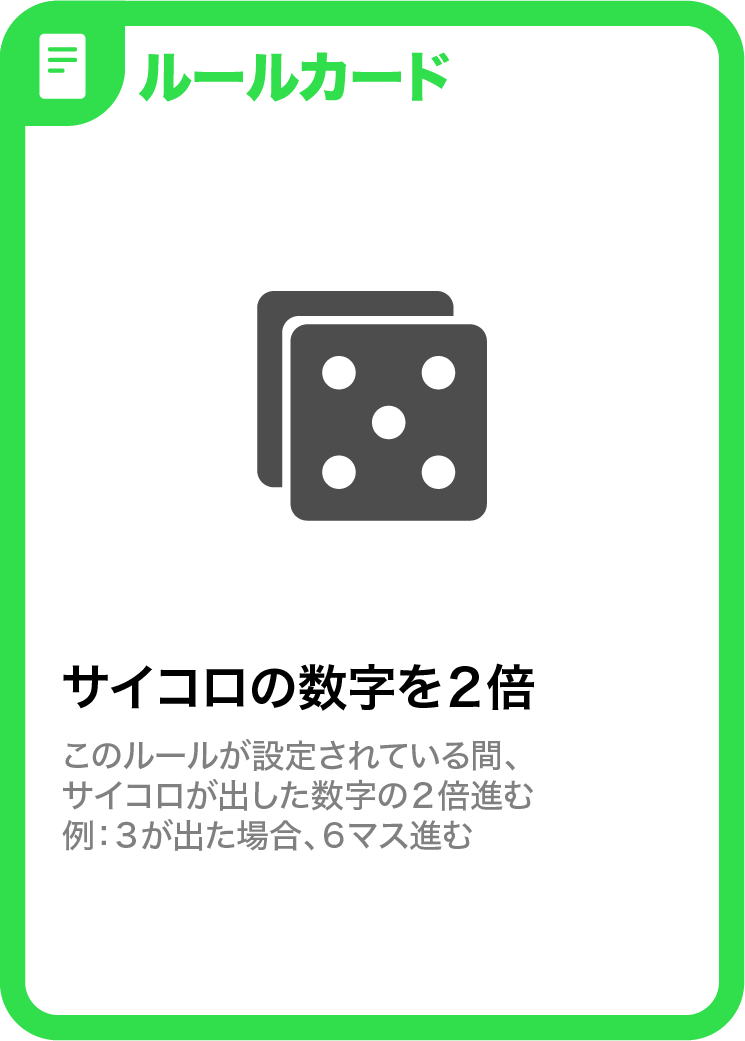 ルールカード
サイコロの数字を２倍
このルールが設定されている間、
サイコロが出した数字の２倍進む
例：３が出た場合、６マス進む